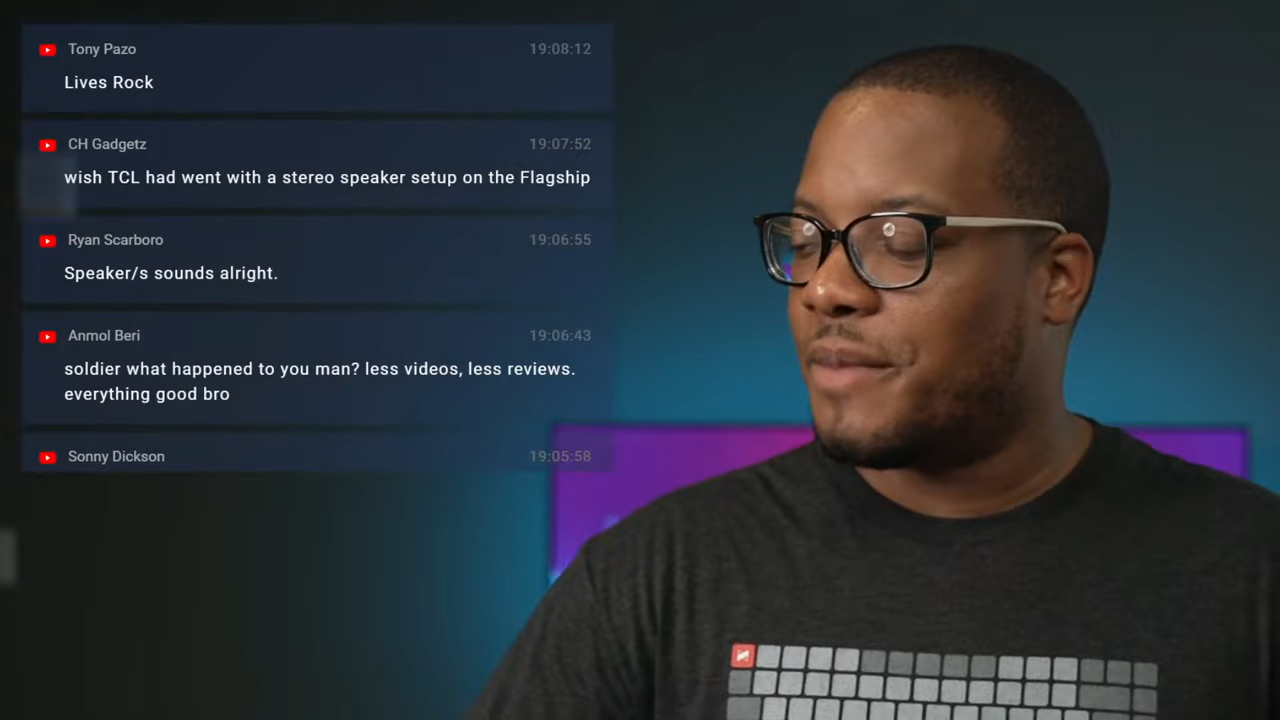 Tony Pazo 19:08:12
Lives Rock
CH Gadgetz 19:07:52
wish TCL had went with a stereo speaker setup on the Flagship
Ryan Scarboro 19:06:55
Speaker/s sounds alright.
Anmol Beri 19:06:43
soldier what happened to you man? less videos, less reviews.
everything good bro
Sonny Dickson 19:05:58